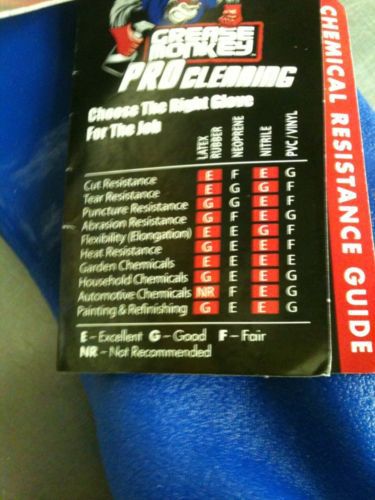 GREASE
MONKEY
PRO CLEANING
Choose The Right Glove
For The Job
LATEX RUBBER NEOPRENE NITRILE PVC/VINYL
Cut Resistance E F E G
Tear Resistance E G G G
Puncture Resistance G G E F
Abrasion Resistance G E E G
Flexibility (Elongation) E E G F
Heat Resistance G E E F
Garden Chemicals E E E E
Household Chemicals G E E G
Automotive Chemicals NR F E G
Painting & Refinishing G E E G
E – Excellent G – Good F – Fair
NR – Not Recommended
CHEMICAL RESISTANCE GUIDE